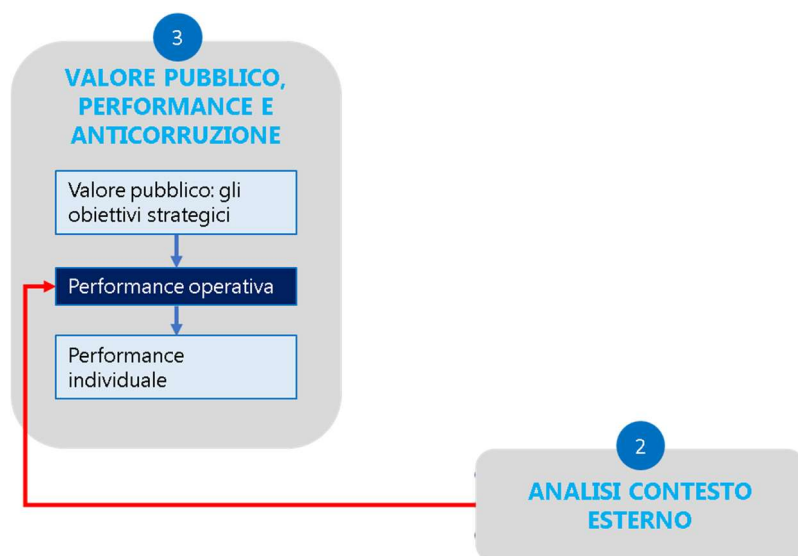 3
VALORE PUBBLICO,
PERFORMANCE E
ANTICORRUZIONE
Valore pubblico: gli
obiettivi strategici
Performance operativa
Performance
individuale
2
ANALISI CONTESTO
ESTERNO